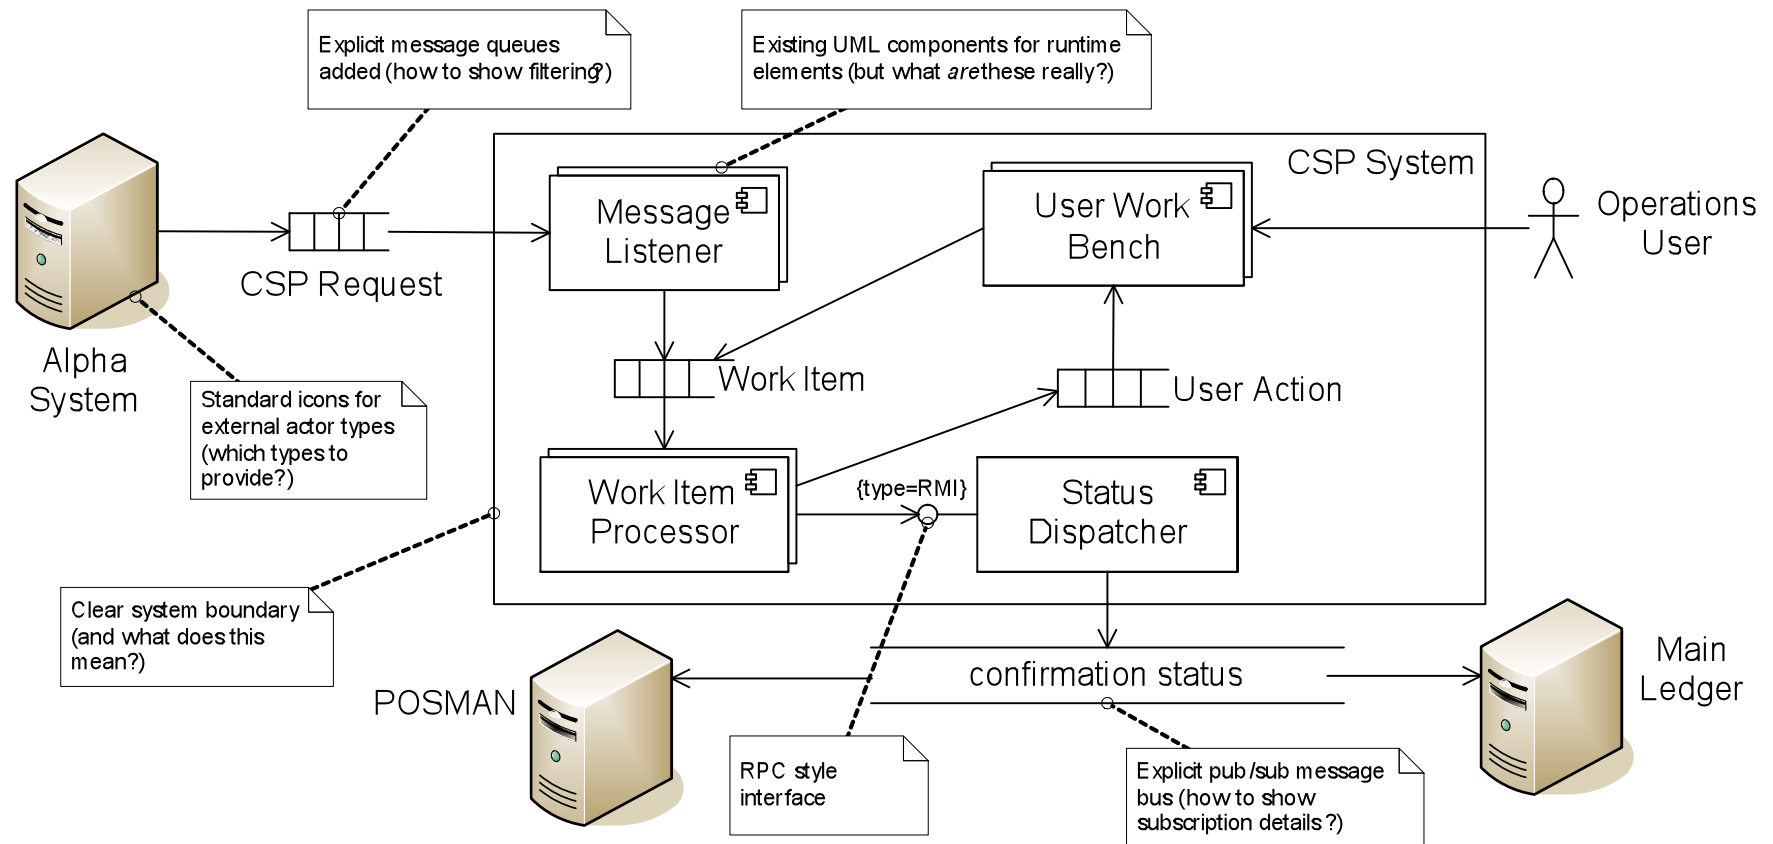 Explicit message queues
added (how to show filtering?)
Existing UML components for runtime
elements (but what are these really?)
CSP System
Message
Listener
User Work
Bench
Operations
User
CSP Request
Alpha
System
Work Item
User Action
Standard icons for
external actor types
(which types to
provide?)
Work Item
Processor
{type=RMI}
Status
Dispatcher
Clear system boundary
(and what does this
mean?)
POSMAN
confirmation status
Main
Ledger
RPC style
interface
Explicit pub/sub message
bus (how to show
subscription details?)